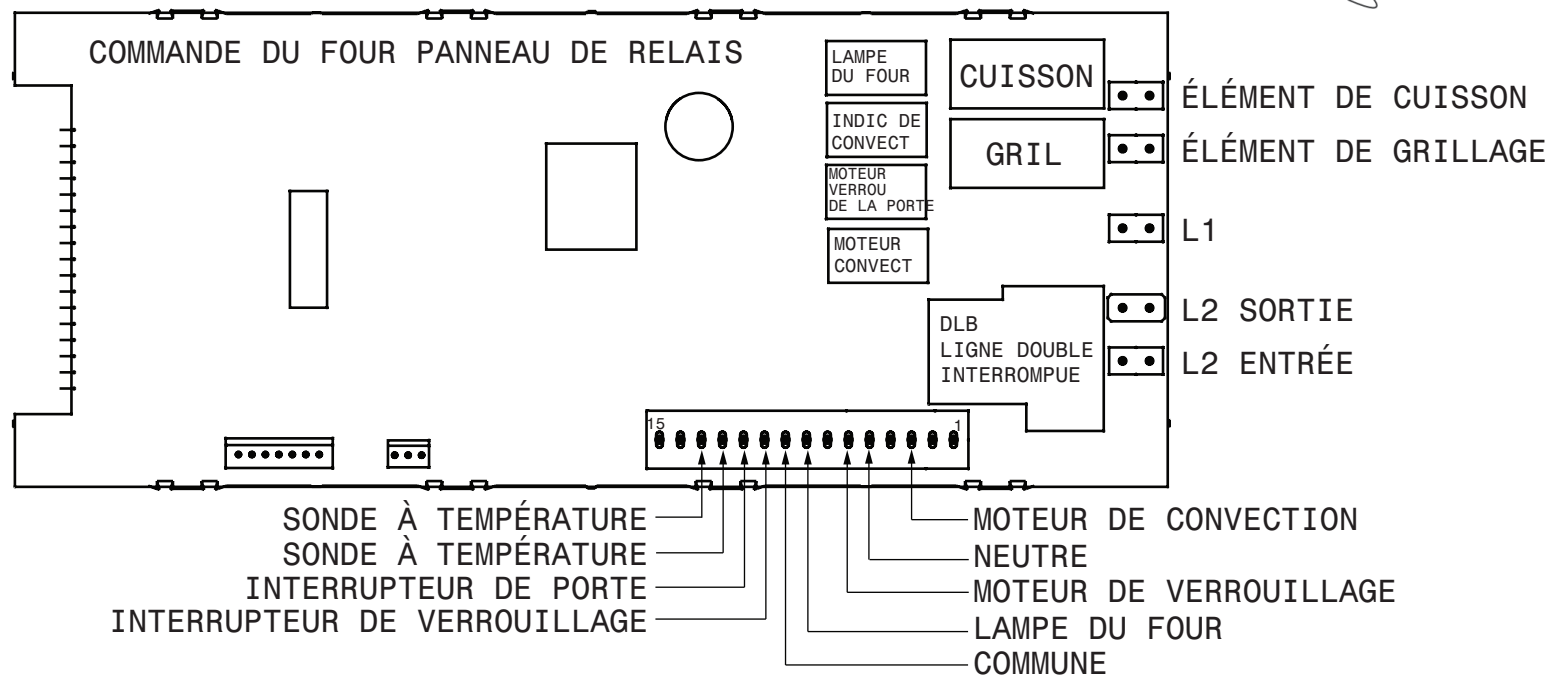 COMMANDE DU FOUR PANNEAU DE RELAIS
LAMPE
DU FOUR
CUISSON
ÉLÉMENT DE CUISSON
INDIC DE
CONVECT
GRIL
ÉLÉMENT DE GRILLAGE
MOTEUR
VERROU
DE LA PORTE
MOTEUR
CONVECT
L1
L2 SORTIE
DLB
LIGNE DOUBLE
INTERROMPUE
L2 ENTRÉE
15
1
SONDE À TEMPÉRATURE
SONDE À TEMPÉRATURE
INTERRUPTEUR DE PORTE
INTERRUPTEUR DE VERROUILLAGE
MOTEUR DE CONVECTION
NEUTRE
MOTEUR DE VERROUILLAGE
LAMPE DU FOUR
COMMUNE